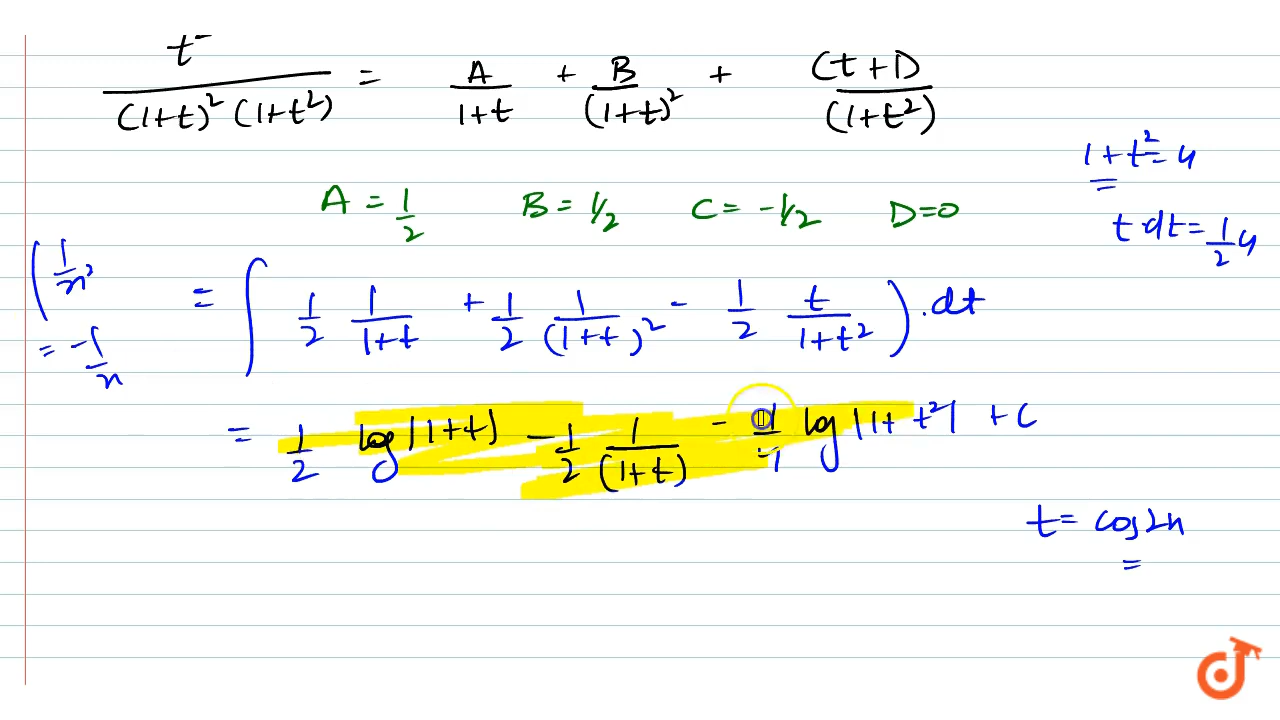 t / (1+t)² (1+t²) = A / 1+t + B / (1+t)² + Ct + D / (1+t²)
1 + t² = u
A = 1/2 B = 1/2 C = -1/2 D = 0
t·dt = 1/2 u
∫ 1/x²
= -1/x
= ∫ 1/2 1/1+t + 1/2 1/(1+t)² - 1/2 t/1+t² ) . dt
= 1/2 log|1+t| - 1/2 1/(1+t) - 1/4 log|1+t²| + C
t = cos2x
=